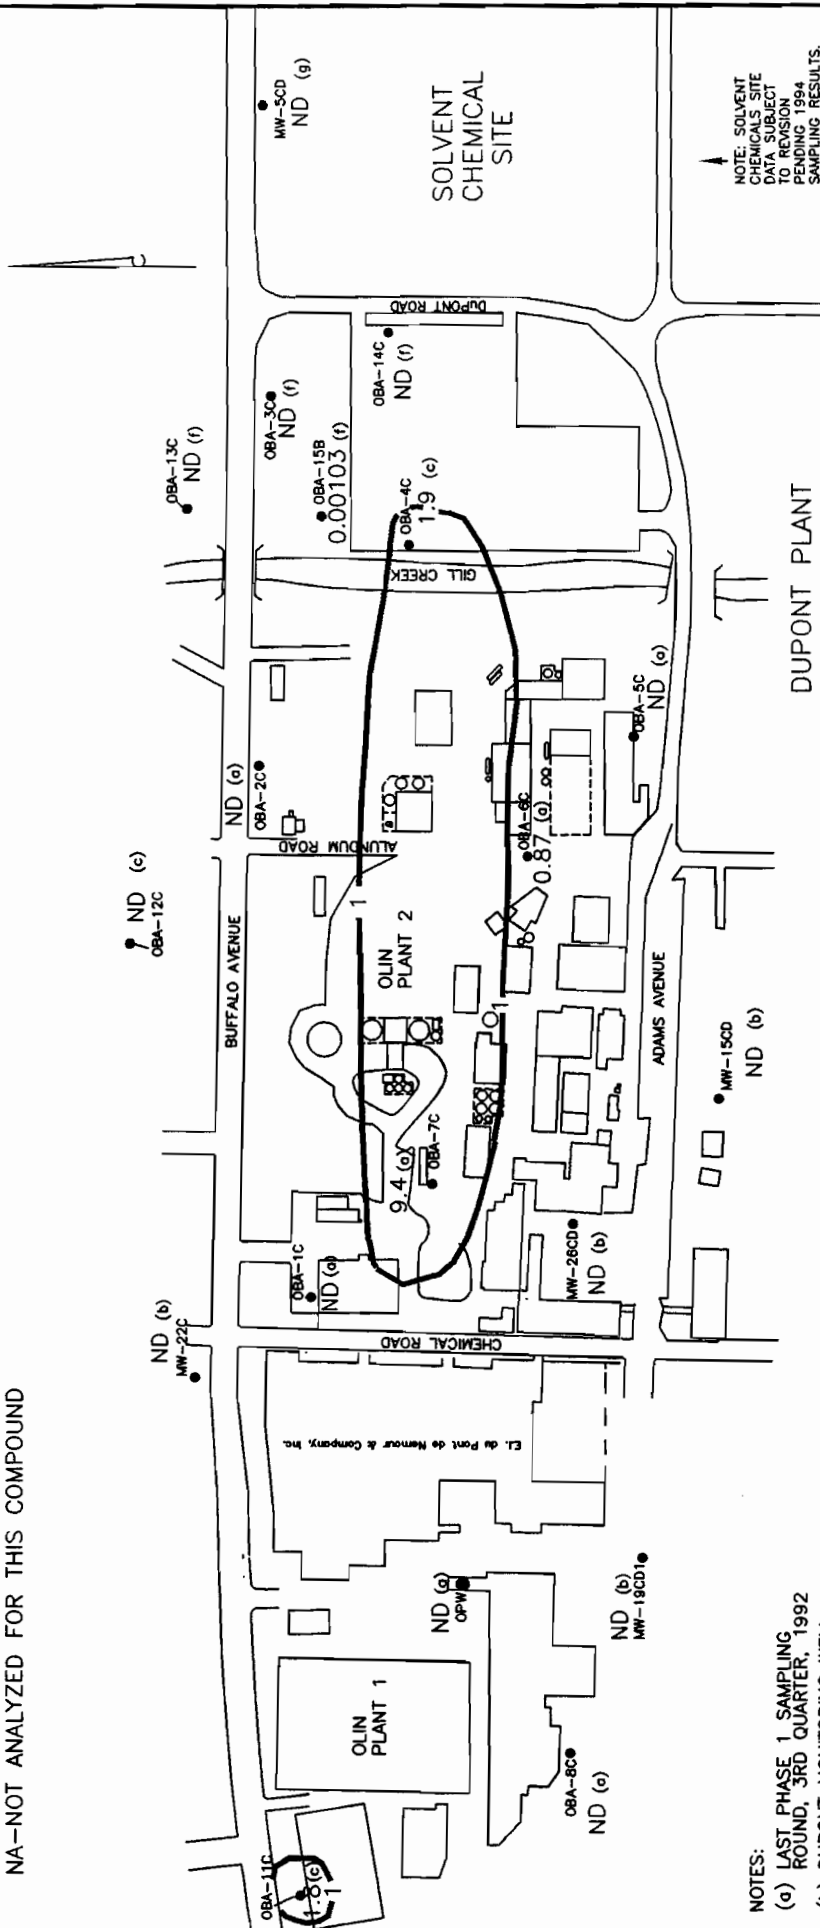 NA-NOT ANALYZED FOR THIS COMPOUND
MW-5CD
ND (g)
SOLVENT
CHEMICAL
SITE
NOTE: SOLVENT
CHEMICALS SITE
DATA SUBJECT
TO REVISION
PENDING 1994
SAMPLING RESULTS.
DuPONT ROAD
OBA-13C
ND (f)
OBA-3C
ND (f)
OBA-15B
0.00103 (f)
OBA-14C
ND (f)
OBA-4C
1.9 (c)
GILL CREEK
DUPONT PLANT
ND (a)
OBA-2C
ALUNDUM ROAD
OBA-5C
ND (a)
OBA-6C
0.87 (a)
ND (c)
OBA-12C
BUFFALO AVENUE
1
OLIN
PLANT 2
1
ADAMS AVENUE
MW-15CD
ND (b)
9.4 (a)
OBA-7C
OBA-1C
ND (a)
MW-26CD
ND (b)
ND (b)
MW-22C
CHEMICAL ROAD
E.I. du Pont de Nemour & Company, Inc.
ND (a)
OPW
ND (b)
MW-19CD1
OLIN
PLANT 1
OBA-8C
ND (a)
OBA-11C
1.8 (c)
1
NOTES:
(a) LAST PHASE 1 SAMPLING
ROUND, 3RD QUARTER, 1992